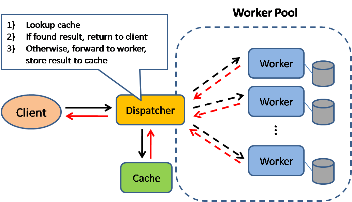 Worker Pool
1) Lookup cache
2) If found result, return to client
3) Otherwise, forward to worker,
store result to cache
Worker
Client
Dispatcher
Worker
...
Cache
Worker